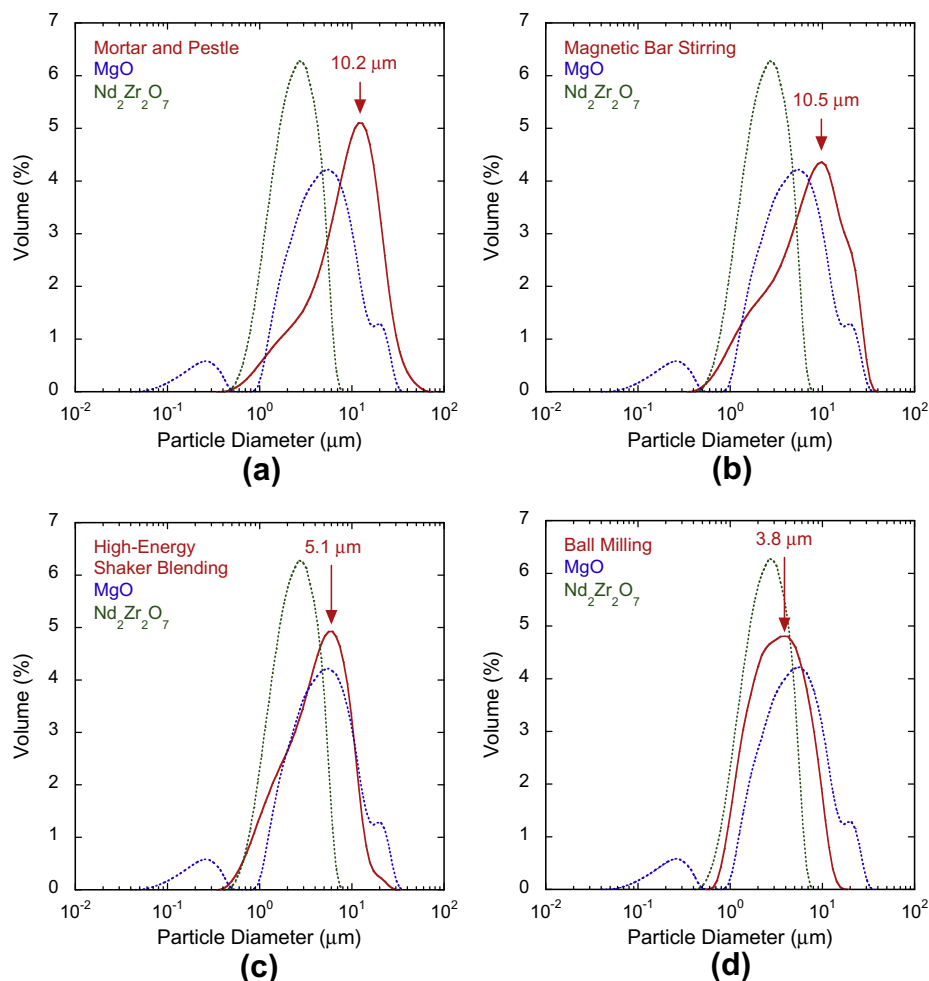 7
6
5
4
3
2
1
0
Volume (%)
Mortar and Pestle
MgO
Nd₂Zr₂O₇
10.2 μm
10⁻² 10⁻¹ 10⁰ 10¹ 10²
Particle Diameter (μm)
(a)
7
6
5
4
3
2
1
0
Volume (%)
Magnetic Bar Stirring
MgO
Nd₂Zr₂O₇
10.5 μm
10⁻² 10⁻¹ 10⁰ 10¹ 10²
Particle Diameter (μm)
(b)
7
6
5
4
3
2
1
0
Volume (%)
High-Energy
Shaker Blending
MgO
Nd₂Zr₂O₇
5.1 μm
10⁻² 10⁻¹ 10⁰ 10¹ 10²
Particle Diameter (μm)
(c)
7
6
5
4
3
2
1
0
Volume (%)
Ball Milling
MgO
Nd₂Zr₂O₇
3.8 μm
10⁻² 10⁻¹ 10⁰ 10¹ 10²
Particle Diameter (μm)
(d)